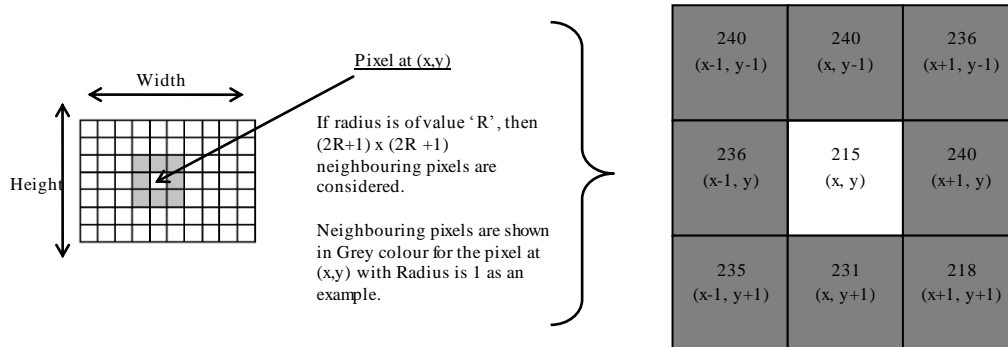 Width
Height
Pixel at (x,y)
If radius is of value ‘R’, then
(2R+1) x (2R +1)
neighbouring pixels are
considered.
Neighbouring pixels are shown
in Grey colour for the pixel at
(x,y) with Radius is 1 as an
example.
240
(x-1, y-1)
240
(x, y-1)
236
(x+1, y-1)
236
(x-1, y)
215
(x, y)
240
(x+1, y)
235
(x-1, y+1)
231
(x, y+1)
218
(x+1, y+1)